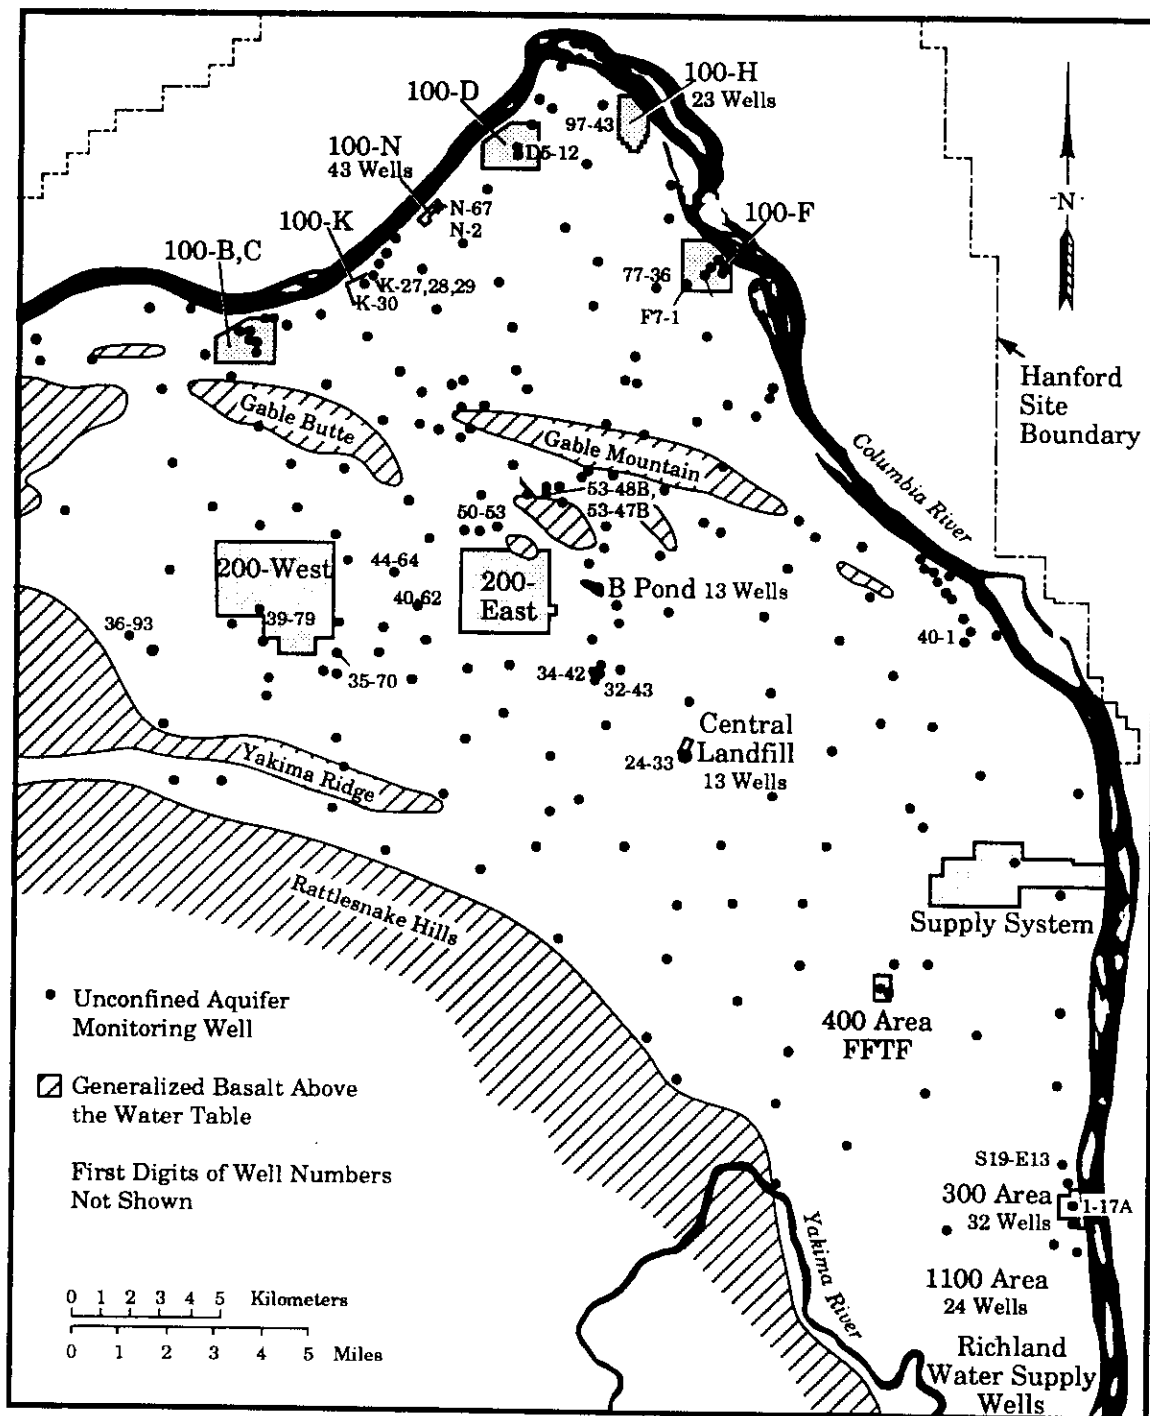 100-H
23 Wells
100-D
97-43
D5-12
100-N
43 Wells
N-67
N-2
N
100-K
100-F
100-B,C
77-36
K-27,28,29
K-30
F7-1
Hanford
Site
Boundary
Gable Butte
Gable Mountain
Columbia River
53-48B,
53-47B
50-53
200-West
44-64
200-
East
B Pond 13 Wells
40-62
39-79
36-93
40-1
35-70
34-42
32-43
Central
Landfill
24-33
13 Wells
Yakima Ridge
Rattlesnake Hills
Supply System
Unconfined Aquifer
Monitoring Well
400 Area
FFTF
Generalized Basalt Above
the Water Table
First Digits of Well Numbers
Not Shown
S19-E13
300 Area
32 Wells
1-17A
Yakima River
1100 Area
24 Wells
0 1 2 3 4 5 Kilometers
0 1 2 3 4 5 Miles
Richland
Water Supply
Wells